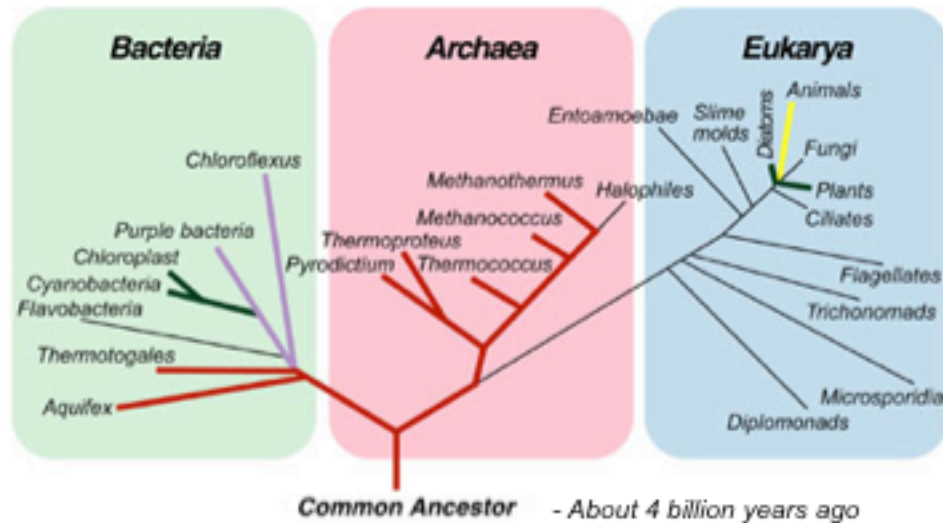 Bacteria
Archaea
Eukarya
Animals
Entoamoebae
Slime
molds
Diatoms
Fungi
Chloroflexus
Methanothermus
Halophiles
Plants
Methanococcus
Ciliates
Purple bacteria
Thermoproteus
Chloroplast
Pyrodictium
Thermococcus
Flagellates
Cyanobacteria
Flavobacteria
Trichonomads
Thermotogales
Microsporidia
Aquifex
Diplomonads
Common Ancestor - About 4 billion years ago